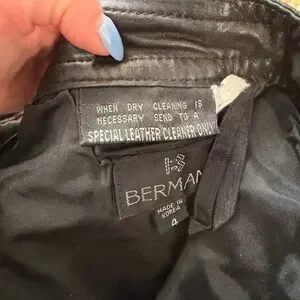 WHEN DRY CLEANING IS
NECESSARY SEND TO A
SPECIAL LEATHER CLEANER ONLY
B
BERMAN
MADE IN
KOREA
4